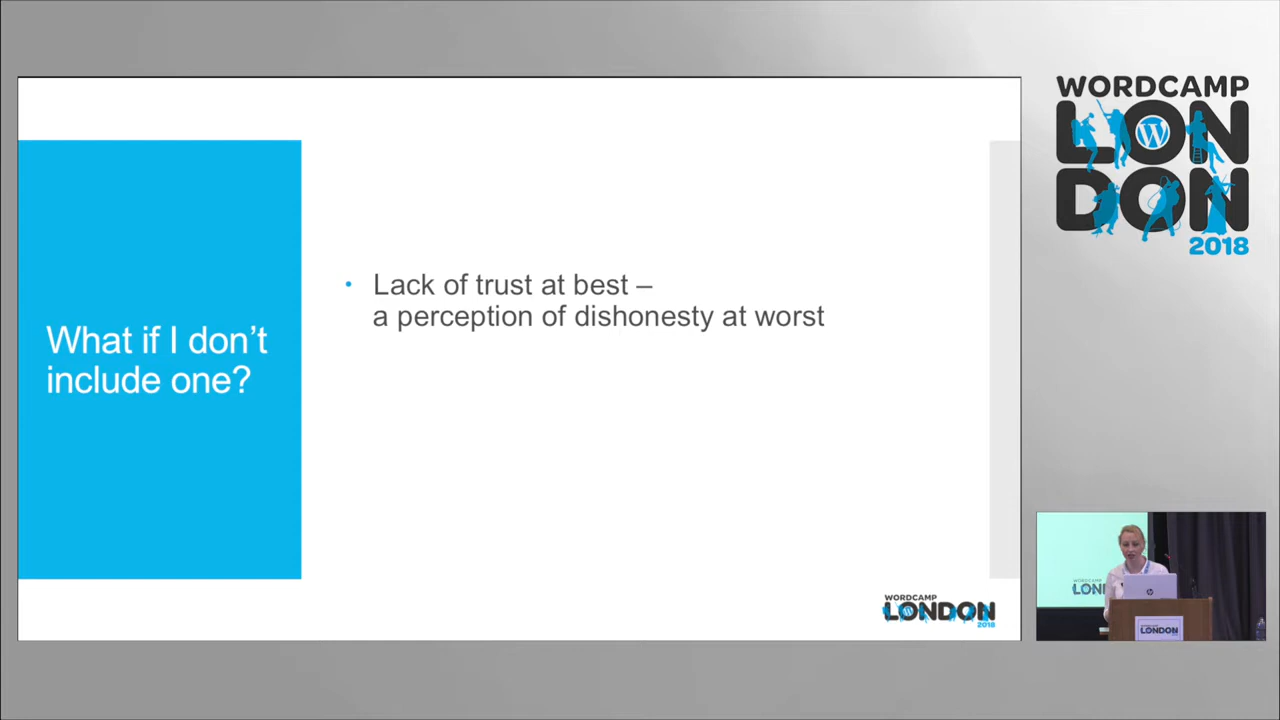 What if I don't
include one?
• Lack of trust at best –
a perception of dishonesty at worst
WORDCAMP
LONDON
2018
WORDCAMP
LONDON
2018
LONDON